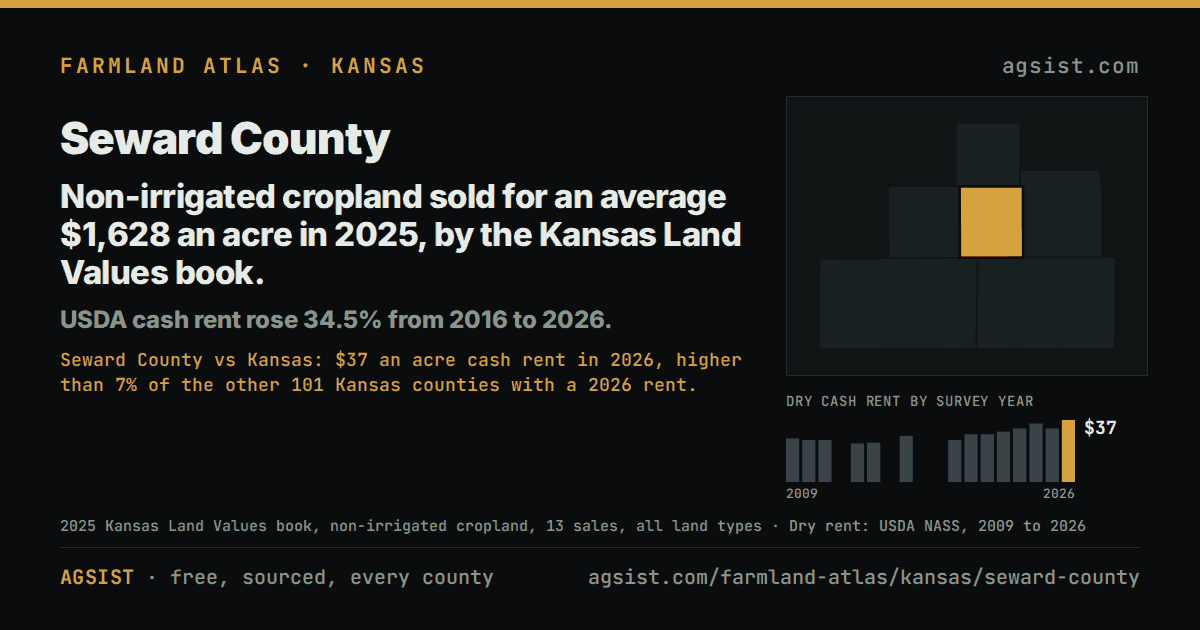 FARMLAND ATLAS · KANSAS
agsist.com
Seward County
Non-irrigated cropland sold for an average
$1,628 an acre in 2025, by the Kansas Land
Values book.
USDA cash rent rose 34.5% from 2016 to 2026.
Seward County vs Kansas: $37 an acre cash rent in 2026, higher
than 7% of the other 101 Kansas counties with a 2026 rent.
DRY CASH RENT BY SURVEY YEAR
$37
2009
2026
2025 Kansas Land Values book, non-irrigated cropland, 13 sales, all land types · Dry rent: USDA NASS, 2009 to 2026
AGSIST · free, sourced, every county
agsist.com/farmland-atlas/kansas/seward-county